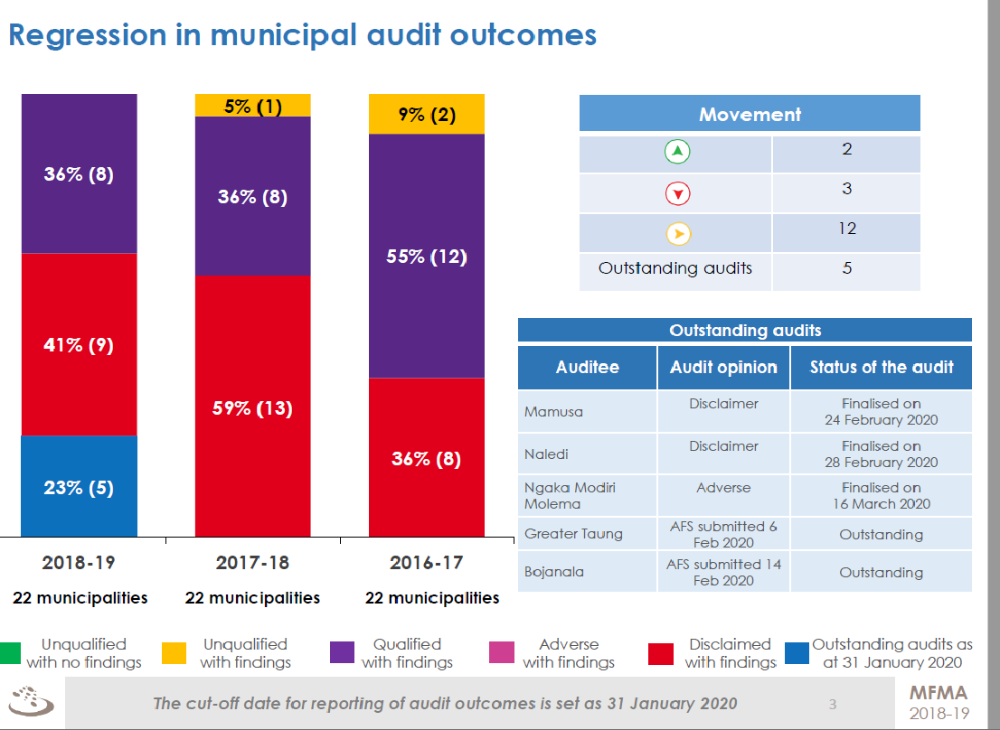 Regression in municipal audit outcomes
36% (8)
41% (9)
23% (5)
5% (1)
36% (8)
59% (13)
9% (2)
55% (12)
36% (8)
2018-19
2017-18
2016-17
22 municipalities
22 municipalities
22 municipalities
Movement
2
3
12
Outstanding audits 5
Outstanding audits
Auditee Audit opinion Status of the audit
Mamusa
Disclaimer
Finalised on
24 February 2020
Naledi
Disclaimer
Finalised on
28 February 2020
Ngaka Modiri
Molema
Adverse
Finalised on
16 March 2020
Greater Taung
AFS submitted 6
Feb 2020
Outstanding
Bojanala
AFS submitted 14
Feb 2020
Outstanding
Unqualified
with no findings
Unqualified
with findings
Qualified
with findings
Adverse
with findings
Disclaimed
with findings
Outstanding audits as
at 31 January 2020
The cut-off date for reporting of audit outcomes is set as 31 January 2020
3
MFMA
2018-19